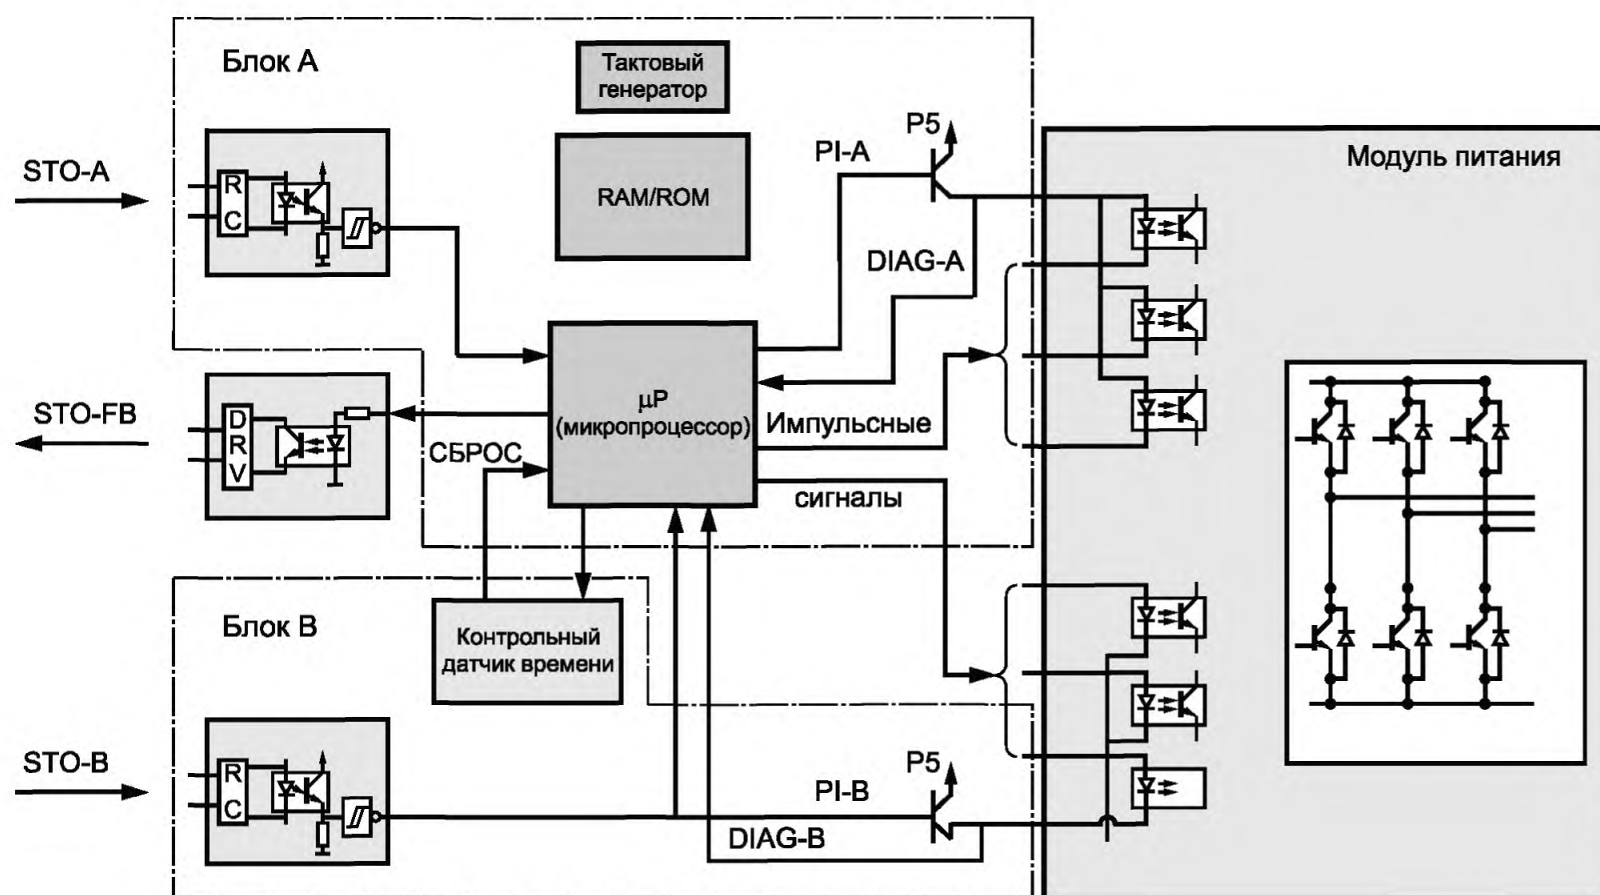 Блок A
Тактовый
генератор
P5
STO-A
R
C
RAM/ROM
PI-A
Модуль питания
DIAG-A
STO-FB
D
R
V
СБРОС
μP
(микропроцессор)
Импульсные
сигналы
Блок B
Контрольный
датчик времени
STO-B
R
C
P5
PI-B
DIAG-B